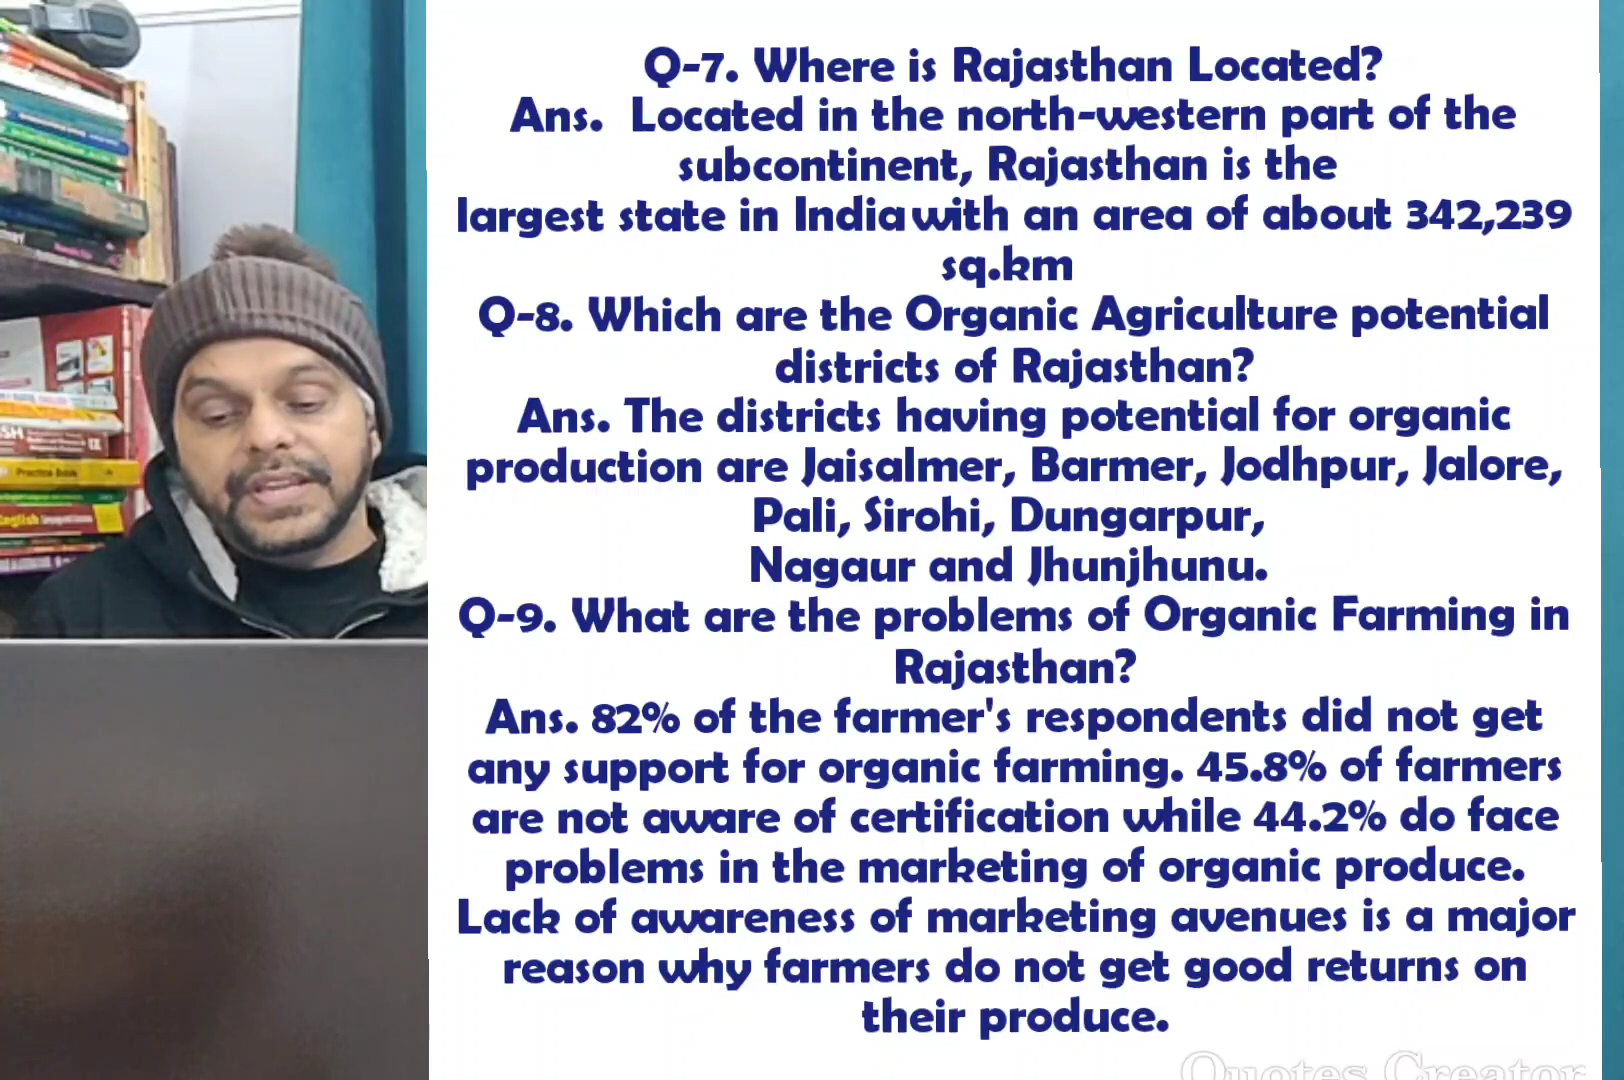 Q-7. Where is Rajasthan Located?
Ans. Located in the north-western part of the
subcontinent, Rajasthan is the
largest state in India with an area of about 342,239
sq.km
Q-8. Which are the Organic Agriculture potential
districts of Rajasthan?
Ans. The districts having potential for organic
production are Jaisalmer, Barmer, Jodhpur, Jalore,
Pali, Sirohi, Dungarpur,
Nagaur and Jhunjhunu.
Q-9. What are the problems of Organic Farming in
Rajasthan?
Ans. 82% of the farmer's respondents did not get
any support for organic farming. 45.8% of farmers
are not aware of certification while 44.2% do face
problems in the marketing of organic produce.
Lack of awareness of marketing avenues is a major
reason why farmers do not get good returns on
their produce.
Quotes Creator
Practice Book
English